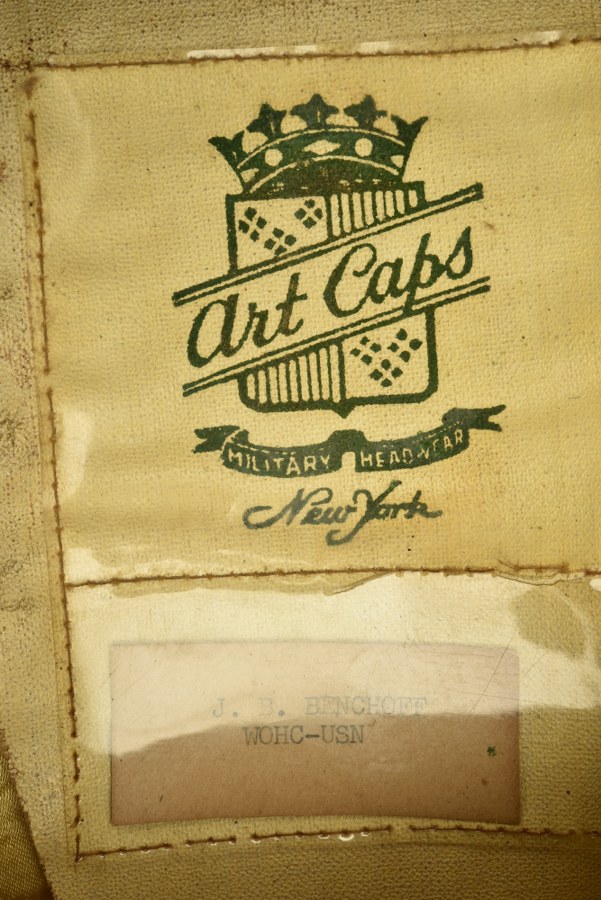 Art Caps
MILITARY HEADWEAR
New York
J. E. BENCHOFF
WOHC-USN